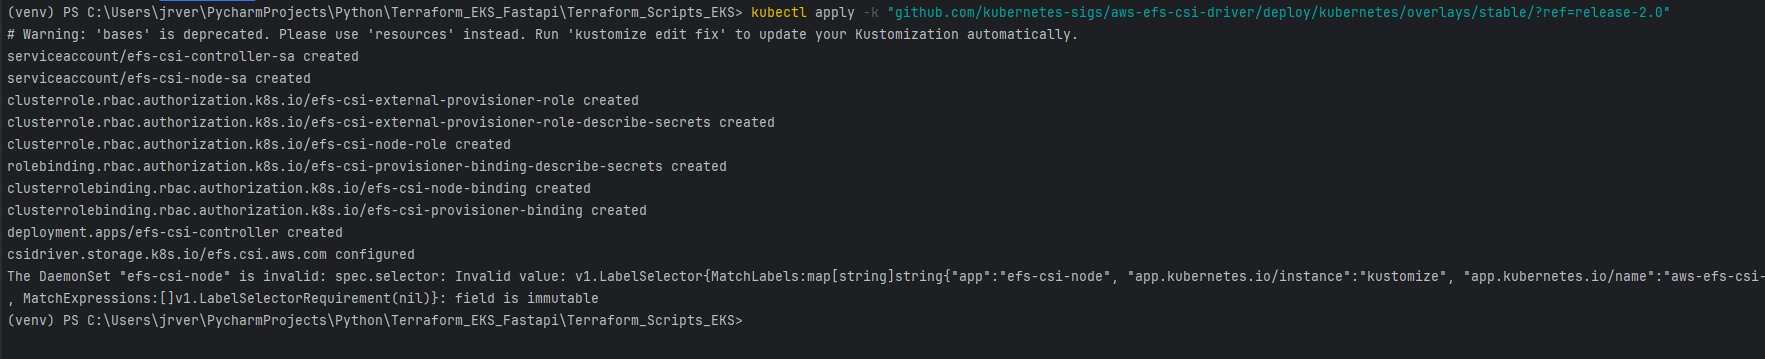 (venv) PS C:\Users\jrver\PycharmProjects\Python\Terraform_EKS_Fastapi\Terraform_Scripts_EKS> kubectl apply -k "github.com/kubernetes-sigs/aws-efs-csi-driver/deploy/kubernetes/overlays/stable/?ref=release-2.0"
# Warning: 'bases' is deprecated. Please use 'resources' instead. Run 'kustomize edit fix' to update your Kustomization automatically.
serviceaccount/efs-csi-controller-sa created
serviceaccount/efs-csi-node-sa created
clusterrole.rbac.authorization.k8s.io/efs-csi-external-provisioner-role created
clusterrole.rbac.authorization.k8s.io/efs-csi-external-provisioner-role-describe-secrets created
clusterrole.rbac.authorization.k8s.io/efs-csi-node-role created
rolebinding.rbac.authorization.k8s.io/efs-csi-provisioner-binding-describe-secrets created
clusterrolebinding.rbac.authorization.k8s.io/efs-csi-node-binding created
clusterrolebinding.rbac.authorization.k8s.io/efs-csi-provisioner-binding created
deployment.apps/efs-csi-controller created
csidriver.storage.k8s.io/efs.csi.aws.com configured
The DaemonSet "efs-csi-node" is invalid: spec.selector: Invalid value: v1.LabelSelector{MatchLabels:map[string]string{"app":"efs-csi-node", "app.kubernetes.io/instance":"kustomize", "app.kubernetes.io/name":"aws-efs-csi-
, MatchExpressions:[]v1.LabelSelectorRequirement(nil)}: field is immutable
(venv) PS C:\Users\jrver\PycharmProjects\Python\Terraform_EKS_Fastapi\Terraform_Scripts_EKS>